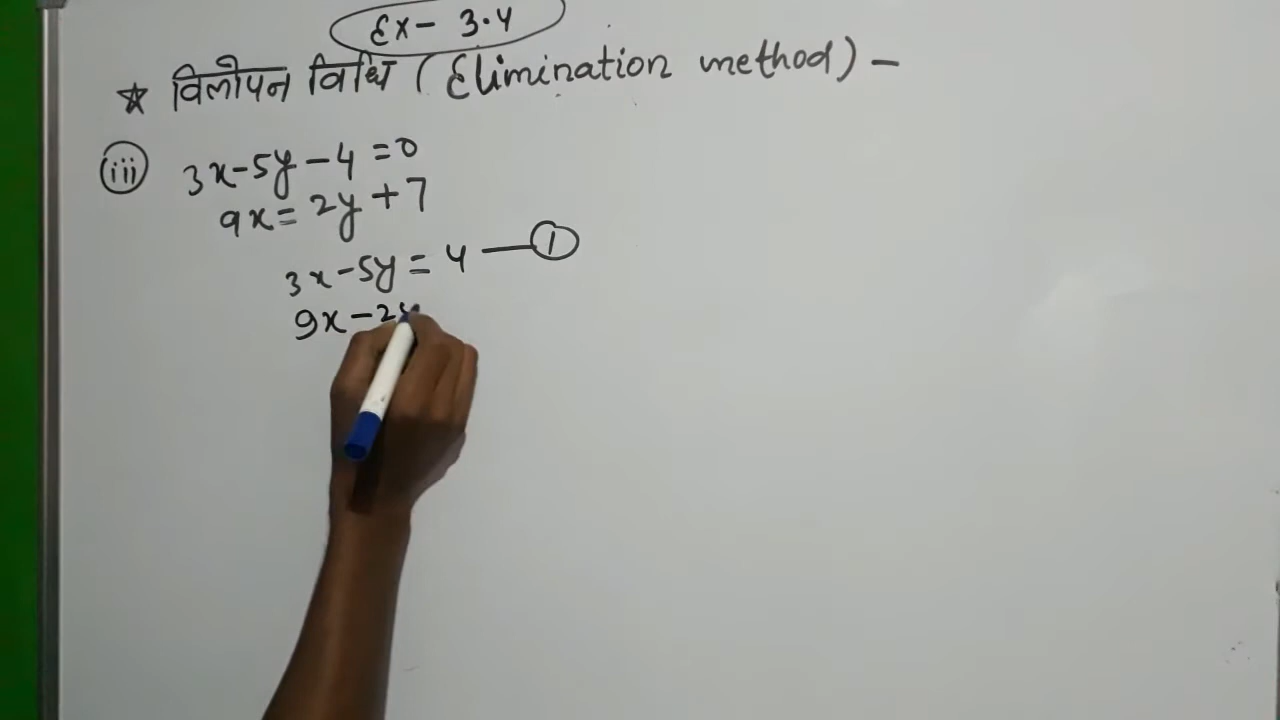 Ex- 3.4
☆ विलोपन विधि (Elimination method) -
(iii) 3x-5y-4=0
9x=2y+7
3x-5y=4 —①
9x-2y